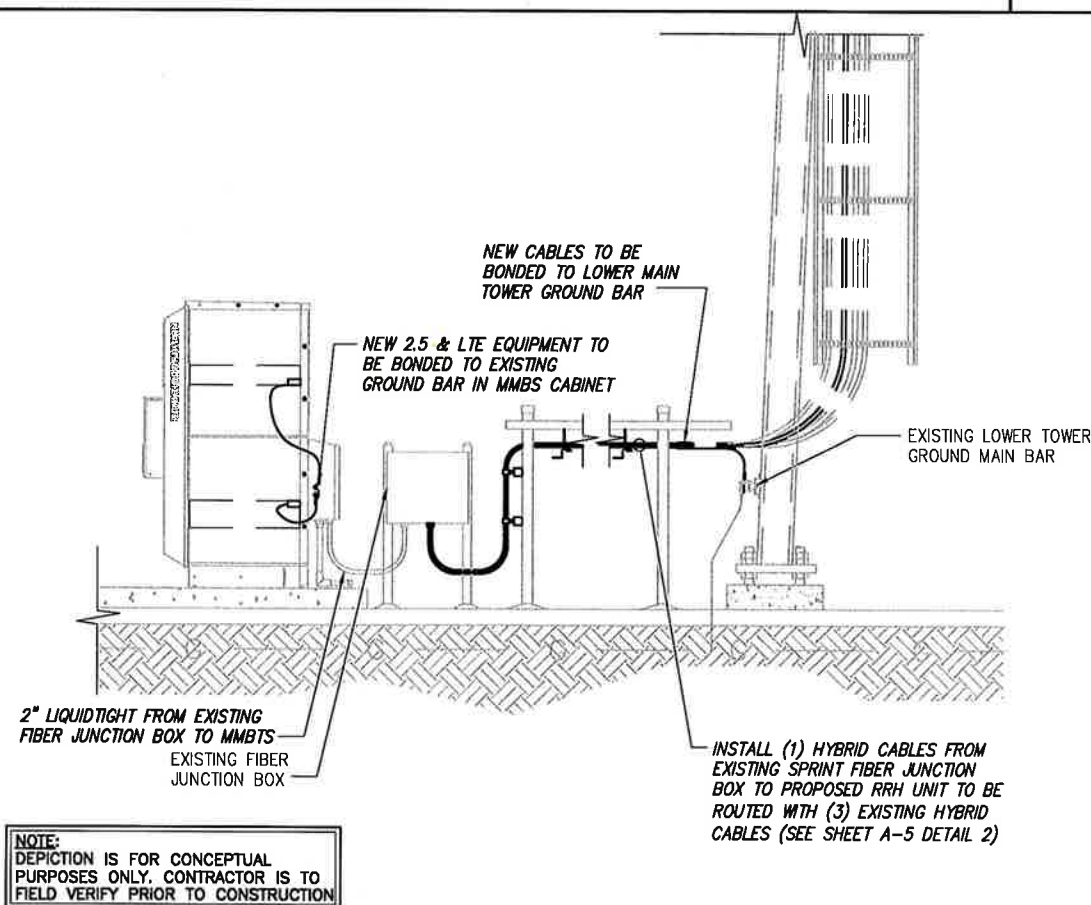 NEW CABLES TO BE
BONDED TO LOWER MAIN
TOWER GROUND BAR
NEW 2.5 & LTE EQUIPMENT TO
BE BONDED TO EXISTING
GROUND BAR IN MMBS CABINET
EXISTING LOWER TOWER
GROUND MAIN BAR
2" LIQUIDTIGHT FROM EXISTING
FIBER JUNCTION BOX TO MMBTS
EXISTING FIBER
JUNCTION BOX
INSTALL (1) HYBRID CABLES FROM
EXISTING SPRINT FIBER JUNCTION
BOX TO PROPOSED RRH UNIT TO BE
ROUTED WITH (3) EXISTING HYBRID
CABLES (SEE SHEET A-5 DETAIL 2)
NOTE:
DEPICTION IS FOR CONCEPTUAL
PURPOSES ONLY. CONTRACTOR IS TO
FIELD VERIFY PRIOR TO CONSTRUCTION